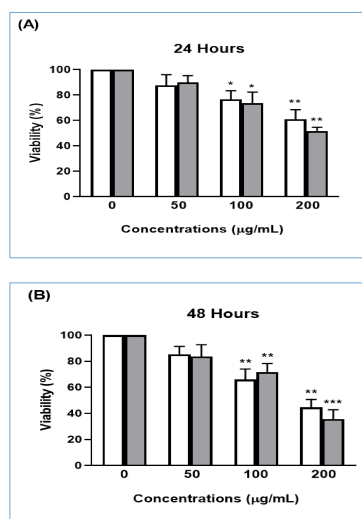 (A)
24 Hours
Viability (%)
100
80
60
40
20
0
* *
** **
0 50 100 200
Concentrations (μg/mL)
(B)
48 Hours
Viability (%)
100
80
60
40
20
0
** **
** ***
0 50 100 200
Concentrations (μg/mL)